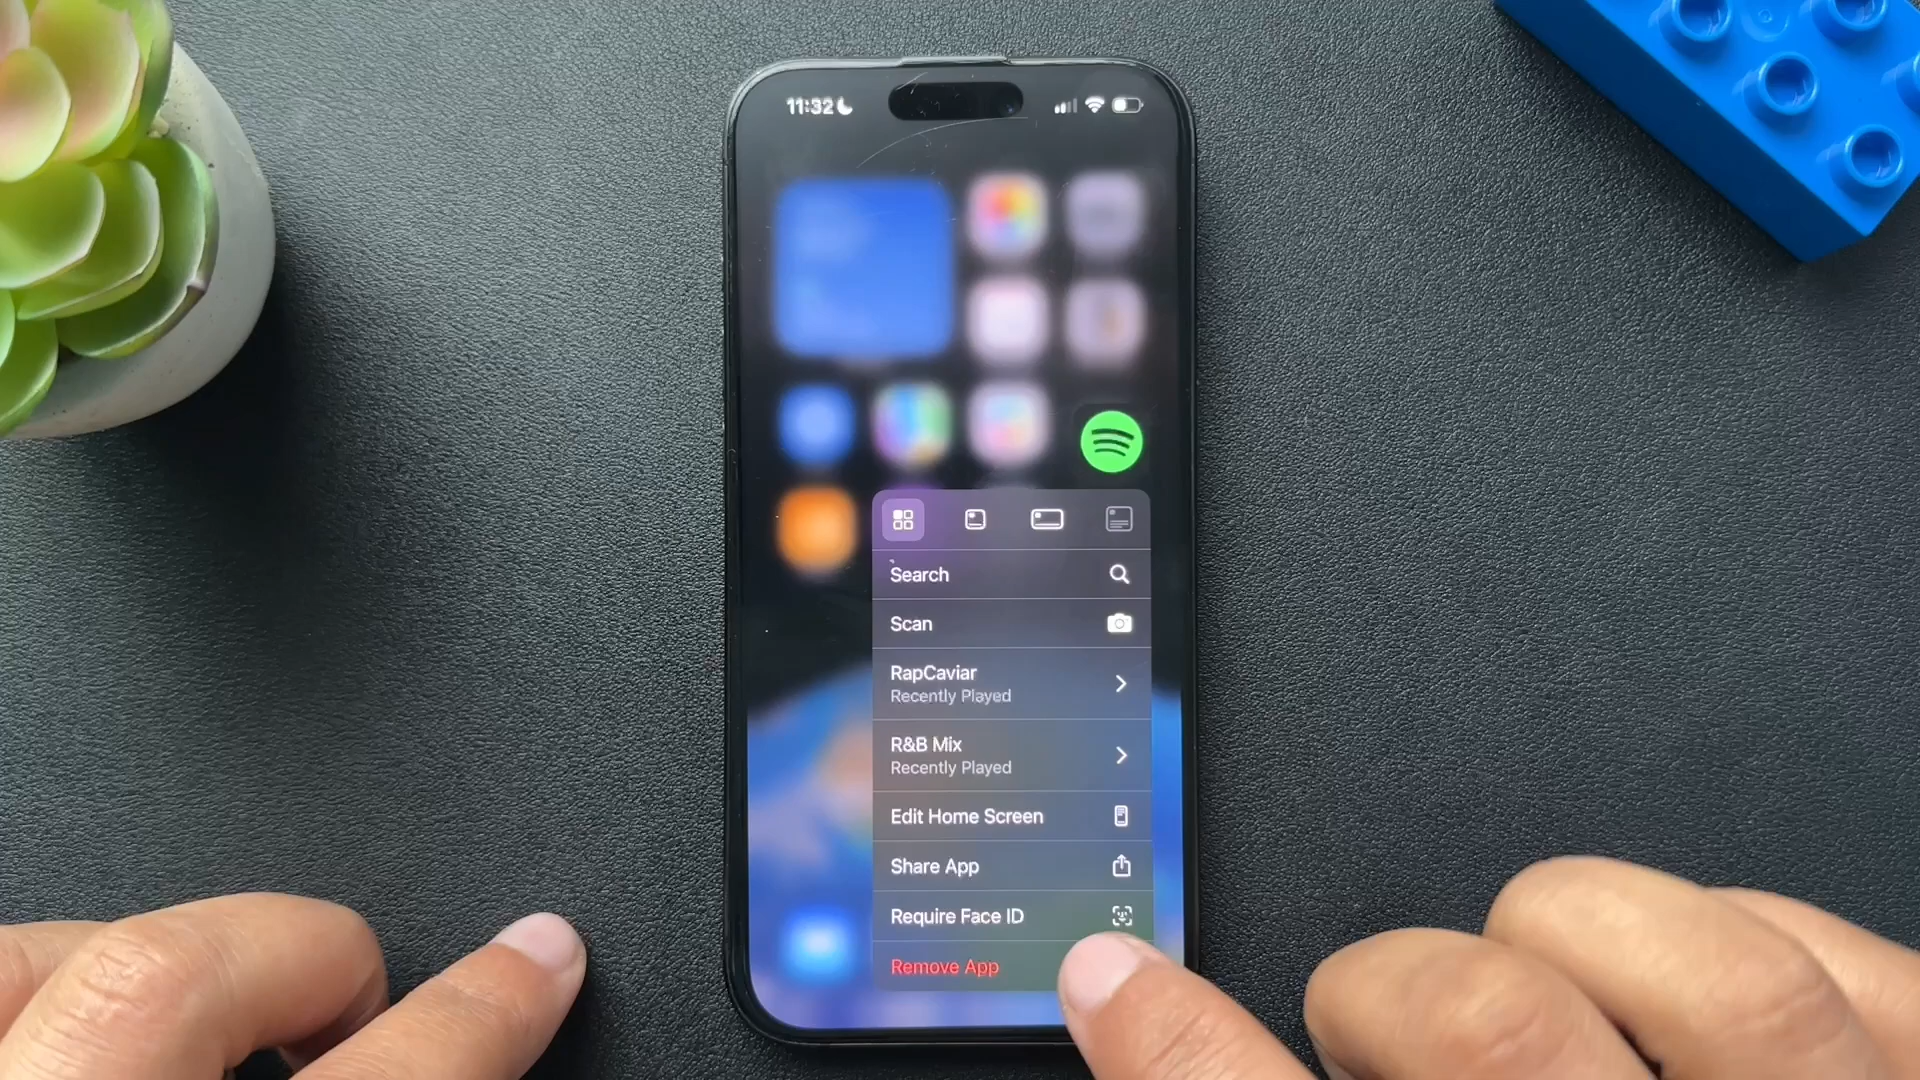 11:32
Search
Scan
RapCaviar
Recently Played
R&B Mix
Recently Played
Edit Home Screen
Share App
Require Face ID
Remove App